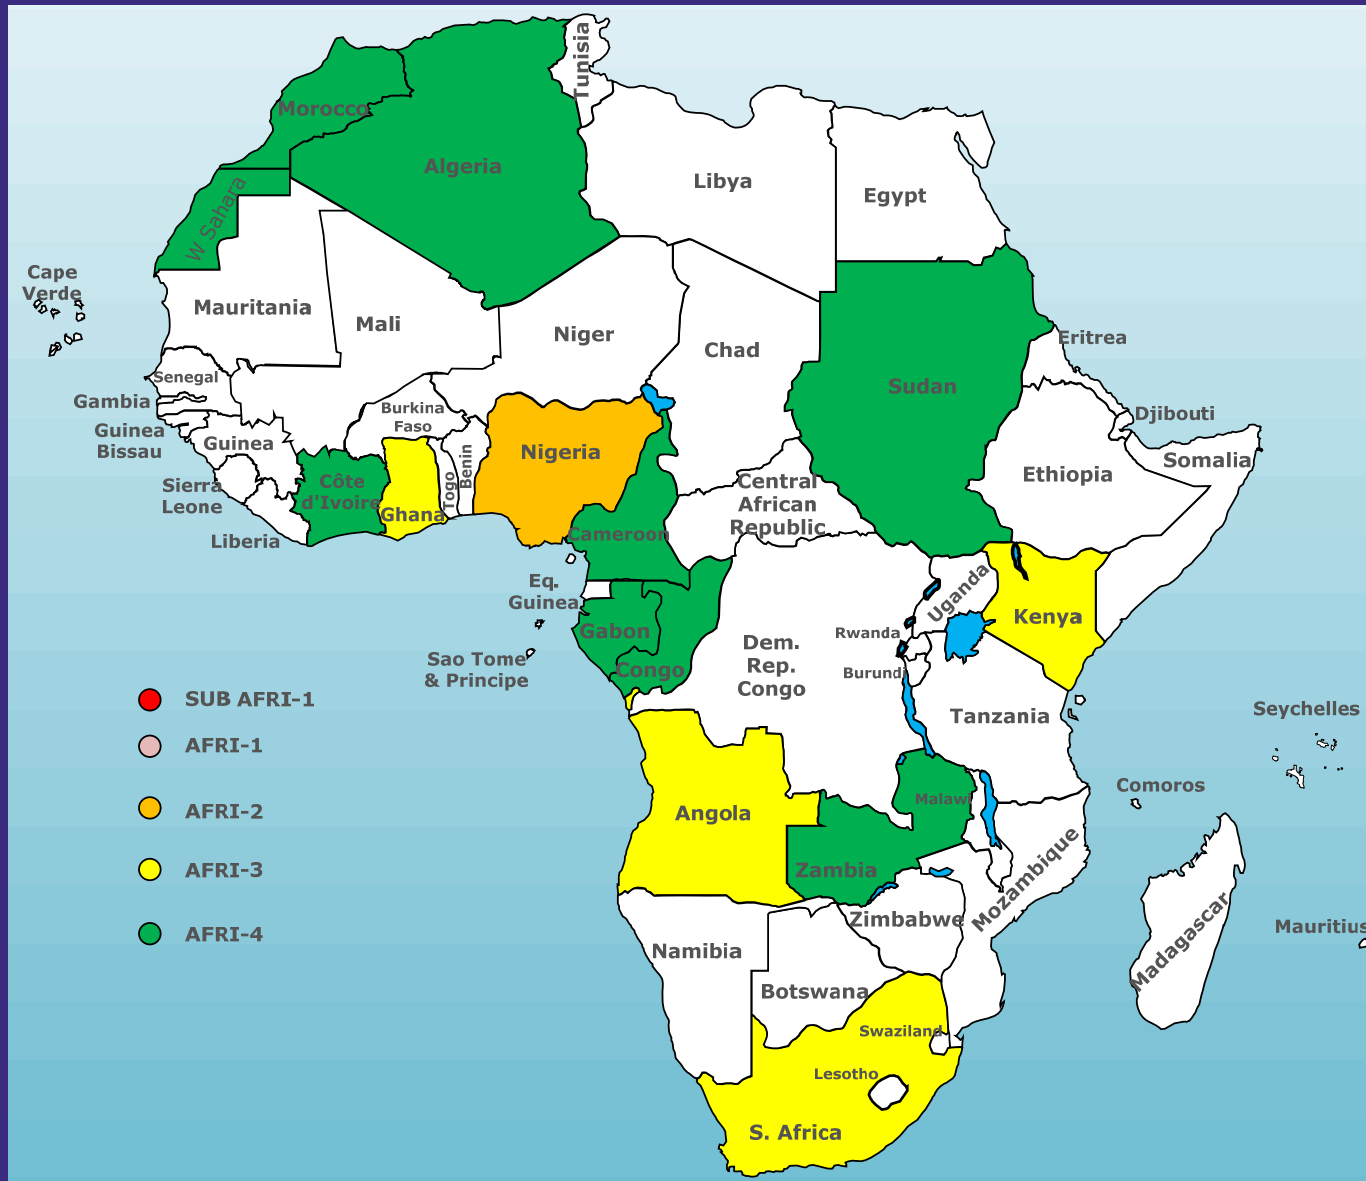 Tunisia
Morocco
Algeria
Libya
Egypt
W Sahara
Cape
Verde
Mauritania
Mali
Niger
Chad
Sudan
Eritrea
Senegal
Gambia
Burkina
Faso
Djibouti
Guinea
Bissau
Guinea
Nigeria
Benin
Togo
Somalia
Ethiopia
Sierra
Leone
Côte
d'Ivoire
Ghana
Central
African
Republic
Liberia
Cameroon
Eq.
Guinea
Uganda
Kenya
Gabon
Rwanda
Dem.
Rep.
Congo
Sao Tome
& Principe
Congo
Burundi
SUB AFRI-1
Tanzania
Seychelles
AFRI-1
Comoros
AFRI-2
Angola
Malawi
AFRI-3
Zambia
Mozambique
AFRI-4
Zimbabwe
Madagascar
Mauritius
Namibia
Botswana
Swaziland
Lesotho
S. Africa